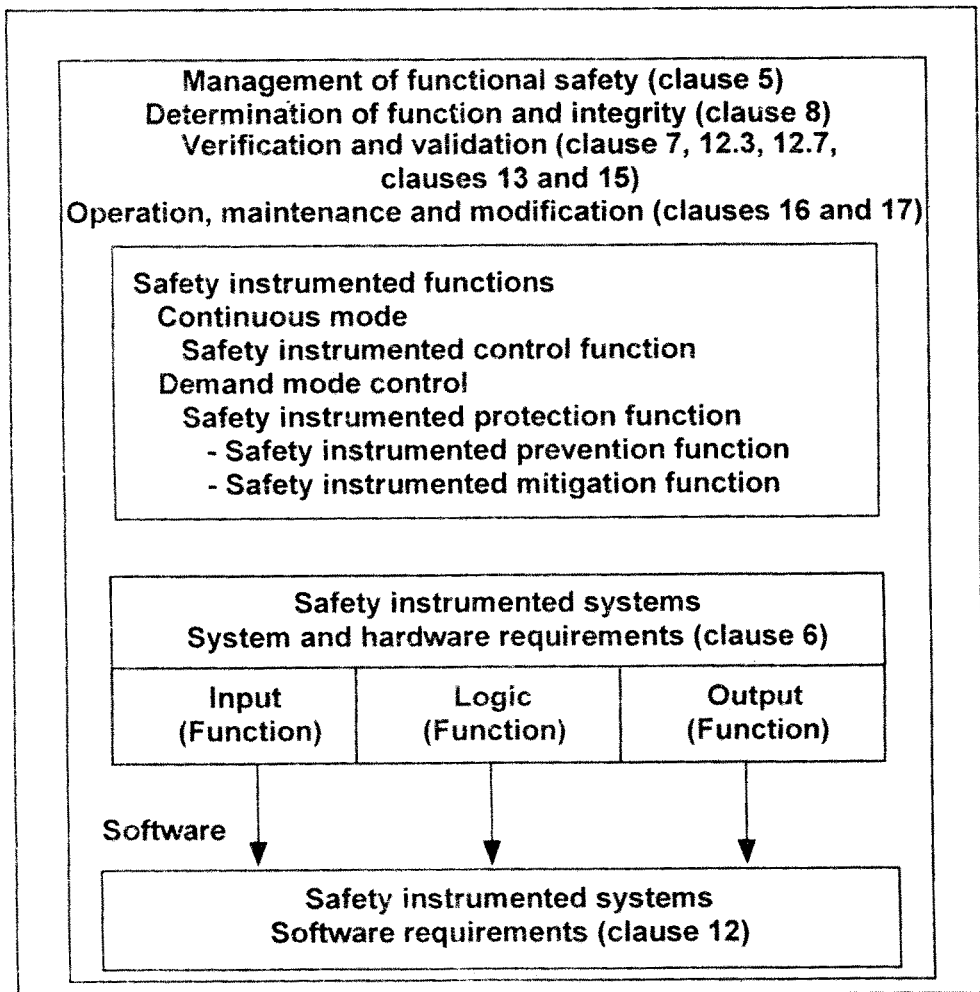 Management of functional safety (clause 5)
Determination of function and integrity (clause 8)
Verification and validation (clause 7, 12.3, 12.7,
clauses 13 and 15)
Operation, maintenance and modification (clauses 16 and 17)
Safety instrumented functions
Continuous mode
Safety instrumented control function
Demand mode control
Safety instrumented protection function
- Safety instrumented prevention function
- Safety instrumented mitigation function
Safety instrumented systems
System and hardware requirements (clause 6)
Input
(Function)
Logic
(Function)
Output
(Function)
Software
Safety instrumented systems
Software requirements (clause 12)